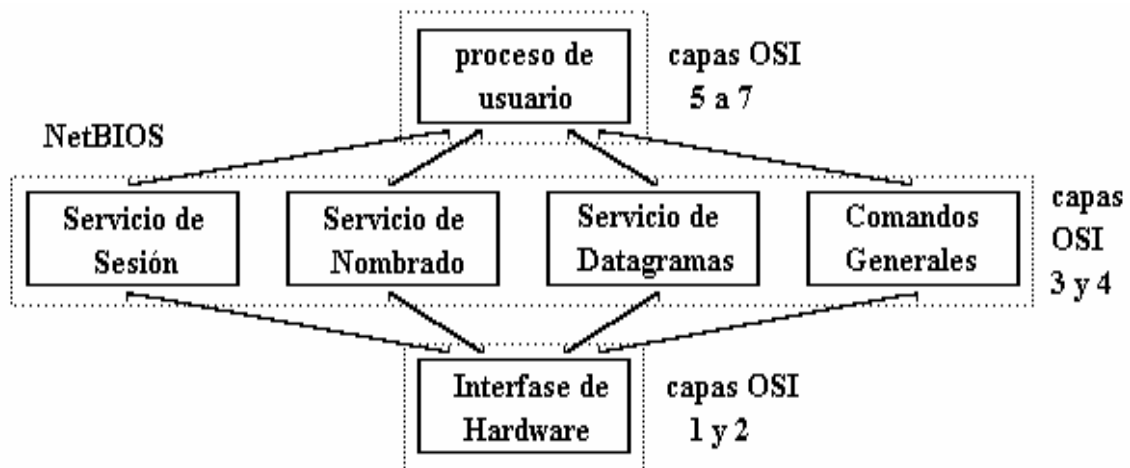 proceso de
usuario
capas OSI
5 a 7
NetBIOS
Servicio de
Sesión
Servicio de
Nombrado
Servicio de
Datagramas
Comandos
Generales
capas
OSI
3 y 4
Interfase de
Hardware
capas OSI
1 y 2